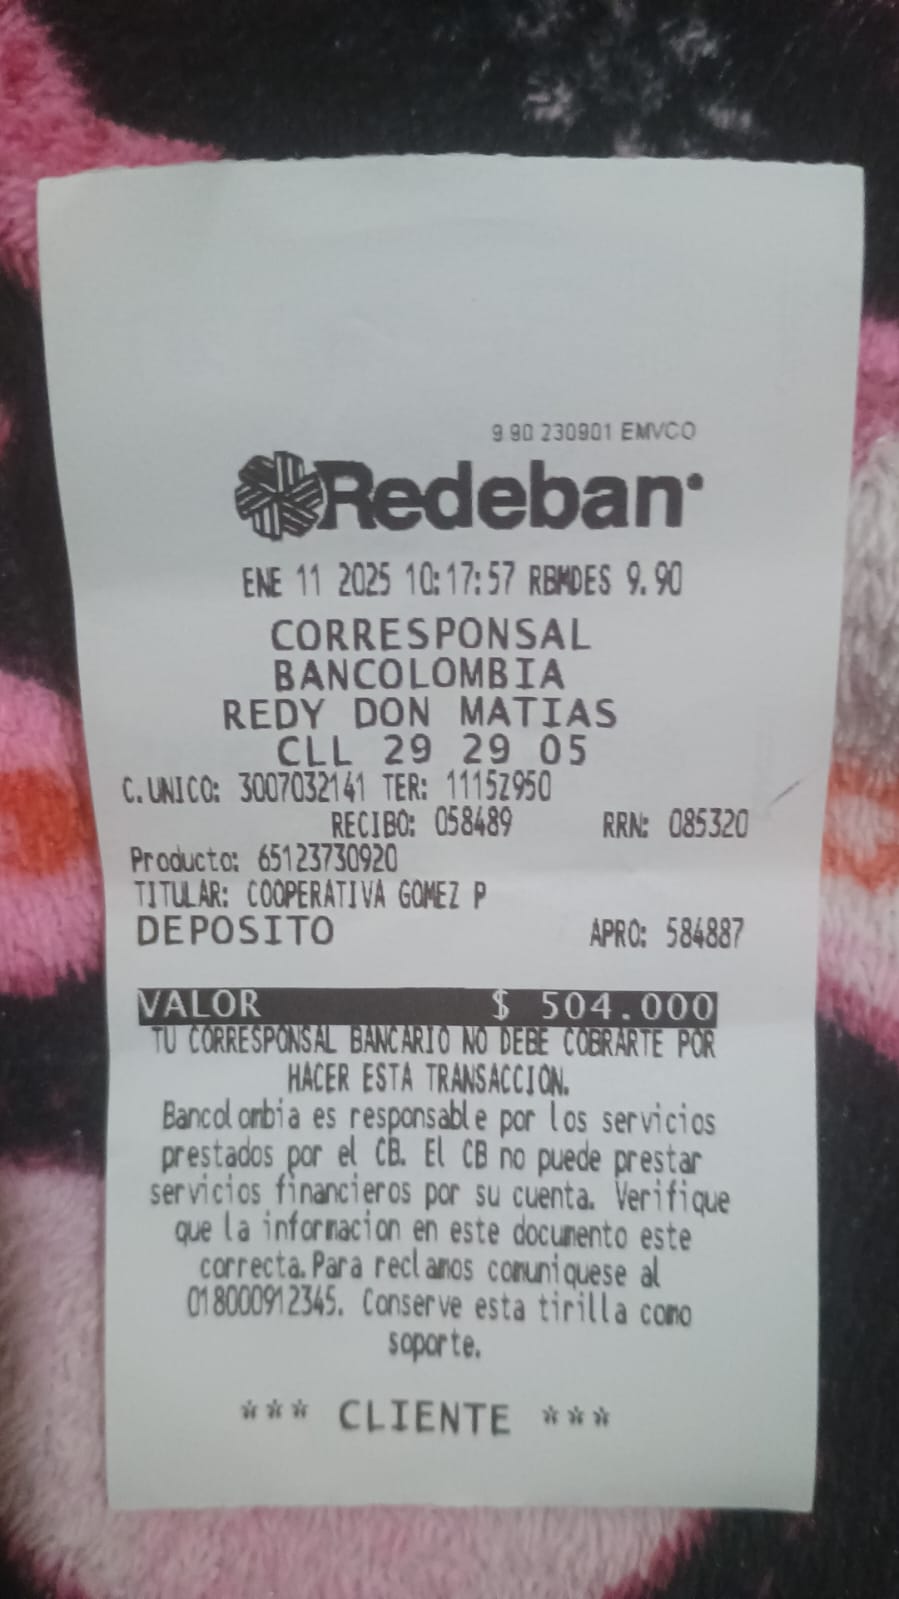 9.90 230901 EMVCO
Redeban
ENE 11 2025 10:17:57 RBMDES 9.90
CORRESPONSAL
BANCOLOMBIA
REDY DON MATIAS
CLL 29 29 05
C.UNICO: 3007032141 TER: 1115Z950
RECIBO: 058489 RRN: 085320
Producto: 65123730920
TITULAR: COOPERATIVA GOMEZ P
DEPOSITO APRO: 584887
VALOR $ 504.000
TU CORRESPONSAL BANCARIO NO DEBE COBRARTE POR
HACER ESTA TRANSACCION.
Bancolombia es responsable por los servicios
prestados por el CB. El CB no puede prestar
servicios financieros por su cuenta. Verifique
que la informacion en este documento este
correcta.Para reclamos comuniquese al
018000912345. Conserve esta tirilla como
soporte.
*** CLIENTE ***